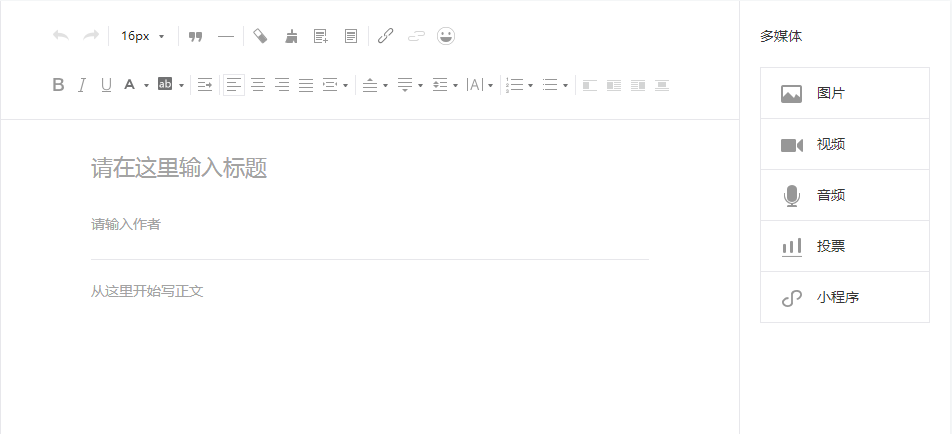 16px
多媒体
B I U A ab
|A|
图片
请在这里输入标题
视频
音频
请输入作者
投票
从这里开始写正文
小程序